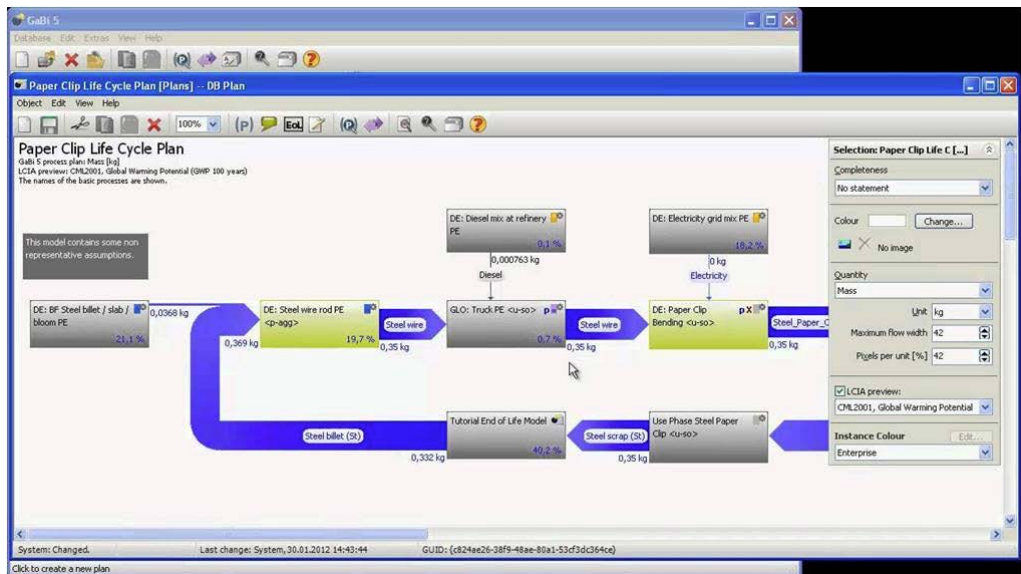 GaBi 5
Database Edit Extras View Help
Paper Clip Life Cycle Plan [Plans] -- DB Plan
Object Edit View Help
100% (P) EoL
Paper Clip Life Cycle Plan
GaBi 5 process plan: Mass [kg]
LCIA preview: CML2001, Global Warming Potential (GWP 100 years)
The names of the basic processes are shown.
This model contains some non
representative assumptions.
DE: Diesel mix at refinery
PE
0,1 %
0,000763 kg
Diesel
DE: Electricity grid mix PE
18,2 %
0 kg
Electricity
DE: BF Steel billet / slab /
bloom PE
21,1 %
0,0368 kg
0,369 kg
DE: Steel wire rod PE
<p-agg>
19,7 %
Steel wire
0,35 kg
GLO: Truck PE <u-so> p
0,7 %
Steel wire
0,35 kg
DE: Paper Clip pX
Bending <u-so>
Steel_Paper_C
0,35 kg
Steel billet (St)
0,332 kg
Tutorial End of Life Model
40,2 %
Steel scrap (St)
0,35 kg
Use Phase Steel Paper
Clip <u-so>
Selection: Paper Clip Life C [...]
Completeness
No statement
Colour Change...
No image
Quantity
Mass
Unit kg
Maximum flow width 42
Pixels per unit [%] 42
LCIA preview:
CML2001, Global Warming Potential
Instance Colour Edit...
Enterprise
System: Changed. Last change: System, 30.01.2012 14:43:44 GUID: {c824ae26-38f9-48ae-80a1-53cf3dc364ce}
Click to create a new plan